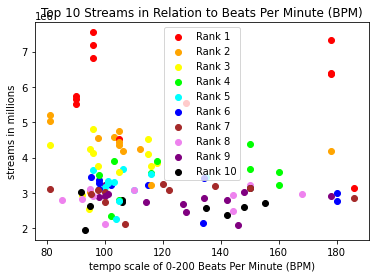 Top 10 Streams in Relation to Beats Per Minute (BPM)
1e6
7
6
5
4
3
2
streams in millions
Rank 1
Rank 2
Rank 3
Rank 4
Rank 5
Rank 6
Rank 7
Rank 8
Rank 9
Rank 10
80
100
120
140
160
180
tempo scale of 0-200 Beats Per Minute (BPM)